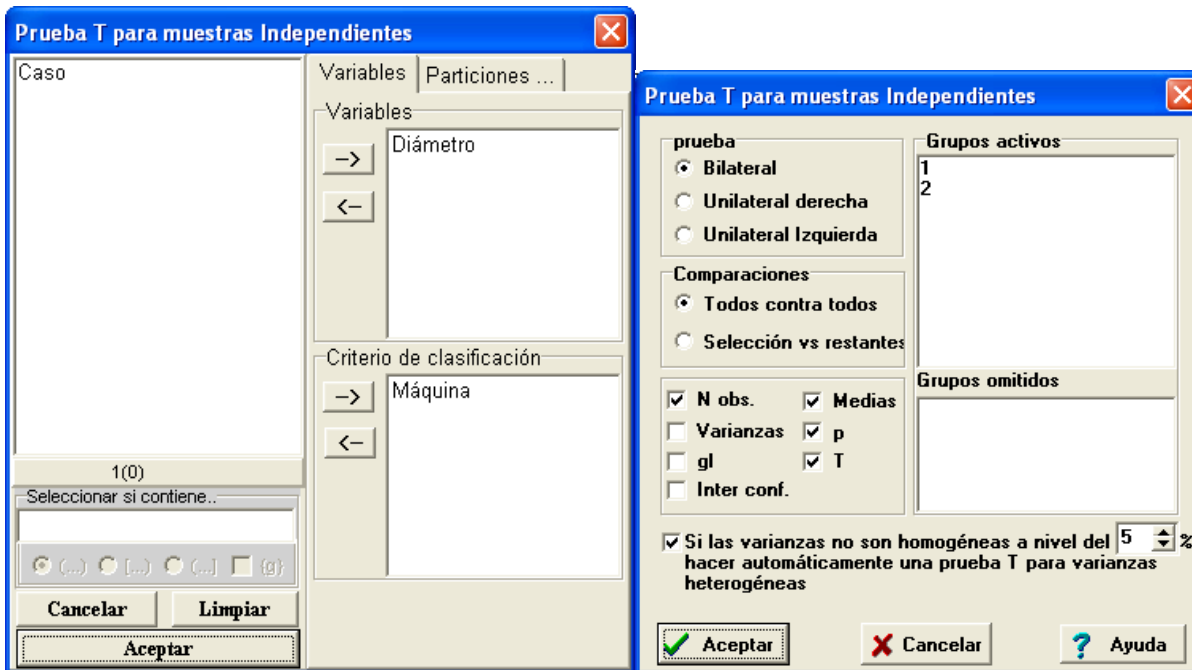 Prueba T para muestras Independientes
Caso
1(0)
Seleccionar si contiene..
(...) [...) (...] {g}
Cancelar Limpiar
Aceptar
Variables Particiones ...
Variables
-->
<--
Diámetro
Criterio de clasificación
-->
<--
Máquina
Prueba T para muestras Independientes
prueba
Bilateral
Unilateral derecha
Unilateral Izquierda
Comparaciones
Todos contra todos
Selección vs restantes
N obs. Medias
Varianzas p
gl T
Inter conf.
Grupos activos
1
2
Grupos omitidos
Si las varianzas no son homogéneas a nivel del 5 %
hacer automáticamente una prueba T para varianzas
heterogéneas
Aceptar Cancelar Ayuda